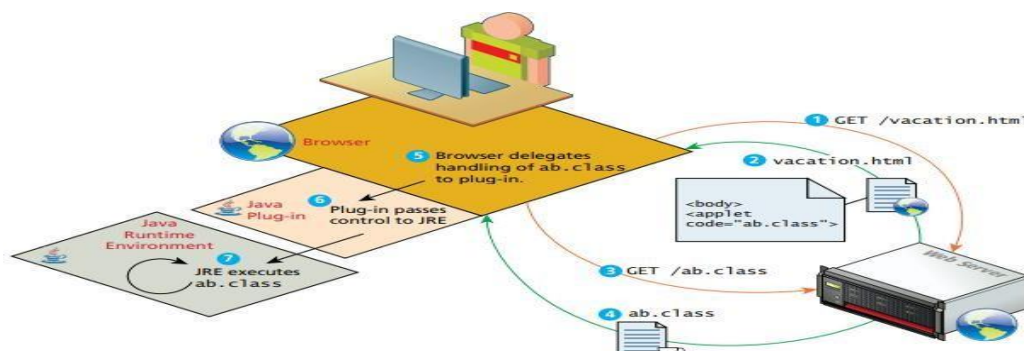 1 GET /vacation.html
Browser
5 Browser delegates
handling of ab.class
to plug-in.
2 vacation.html
<body>
<applet
code="ab.class">
6
Java
Plug-in
Plug-in passes
control to JRE
Java
Runtime
Environment
7
JRE executes
ab.class
Web Server
3 GET /ab.class
4 ab.class